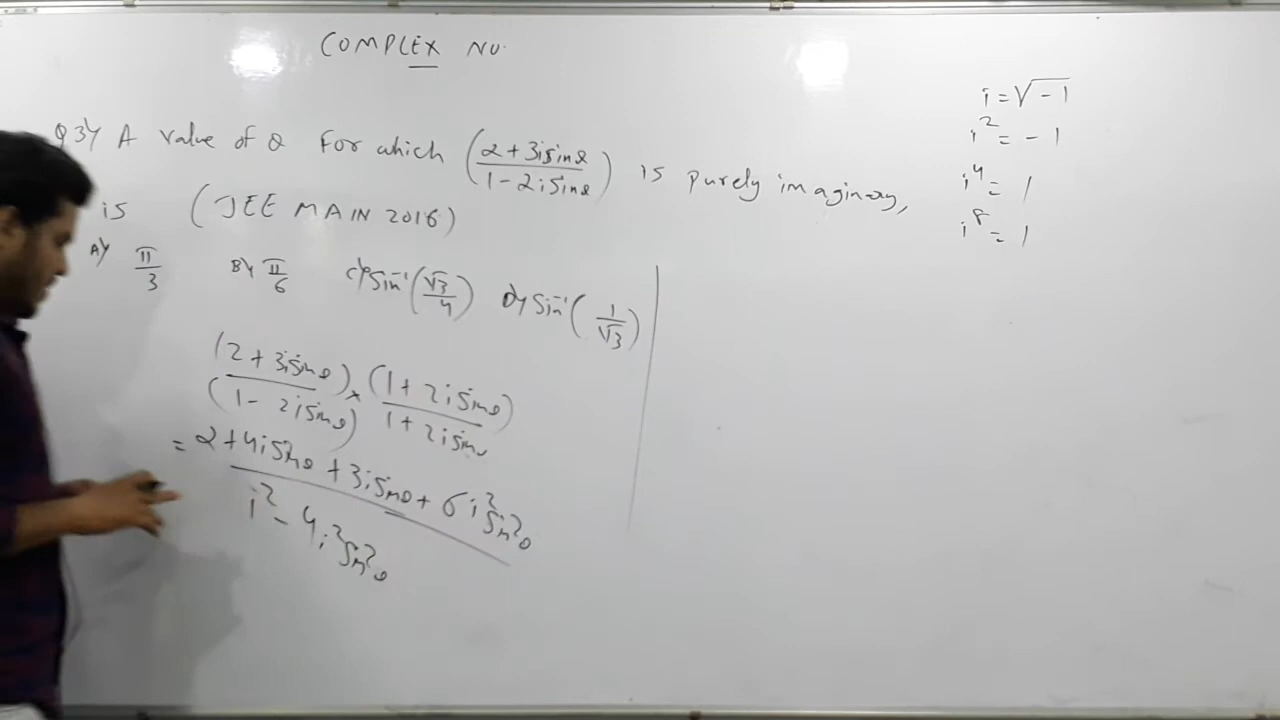 COMPLEX NO.
Q3) A value of θ for which (2 + 3i sinθ / 1 - 2i sinθ) is purely imaginary,
is (JEE MAIN 2016)
A) π/3 B) π/6 C) Sin⁻¹(√3/4) D) Sin⁻¹(1/√3)
(2 + 3i sinθ)/(1 - 2i sinθ) × (1 + 2i sinθ)/(1 + 2i sinθ)
= 2 + 4i sinθ + 3i sinθ + 6i² sin²θ
i² - 4i² sin²θ
i = √-1
i² = -1
i⁴ = 1
i⁸ = 1